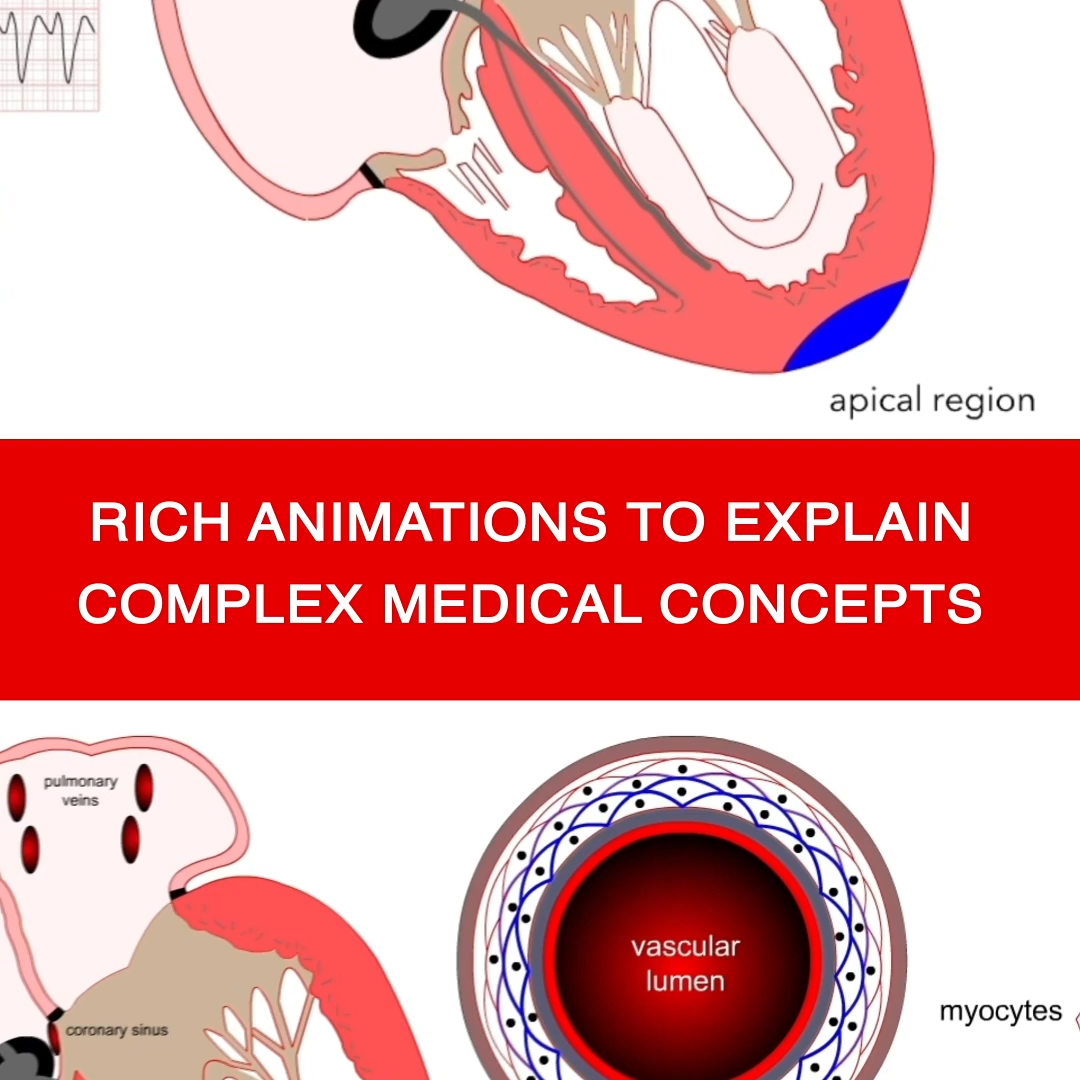 apical region
RICH ANIMATIONS TO EXPLAIN
COMPLEX MEDICAL CONCEPTS
pulmonary
veins
vascular
lumen
myocytes
coronary sinus